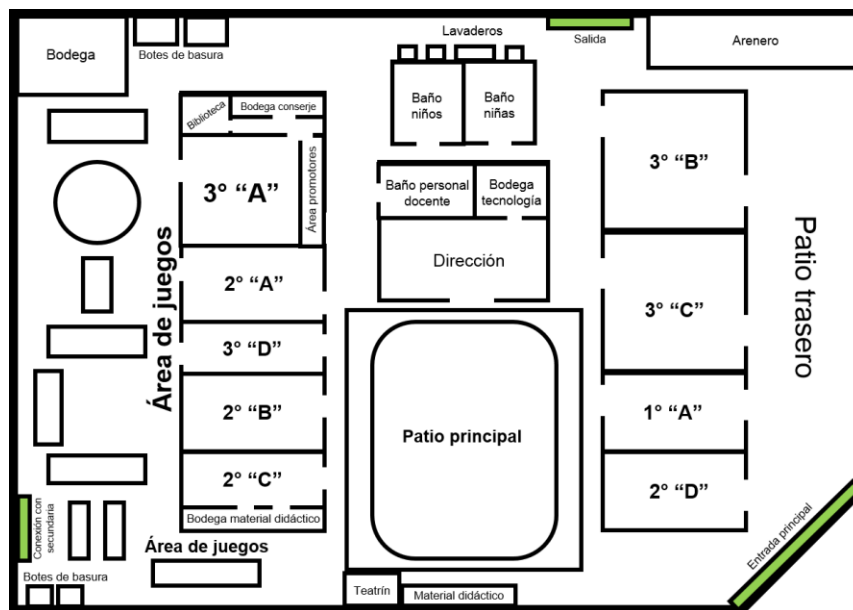 Bodega
Botes de basura
Lavaderos
Salida
Arenero
Baño
niños
Baño
niñas
Biblioteca
Bodega conserje
3° “A”
Área promotores
Baño personal
docente
Bodega
tecnología
Dirección
3° “B”
Área de juegos
2° “A”
3° “D”
2° “B”
2° “C”
Bodega material didáctico
Patio principal
3° “C”
1° “A”
2° “D”
Patio trasero
Conexión con
secundaria
Área de juegos
Botes de basura
Teatrín
Material didáctico
Entrada principal